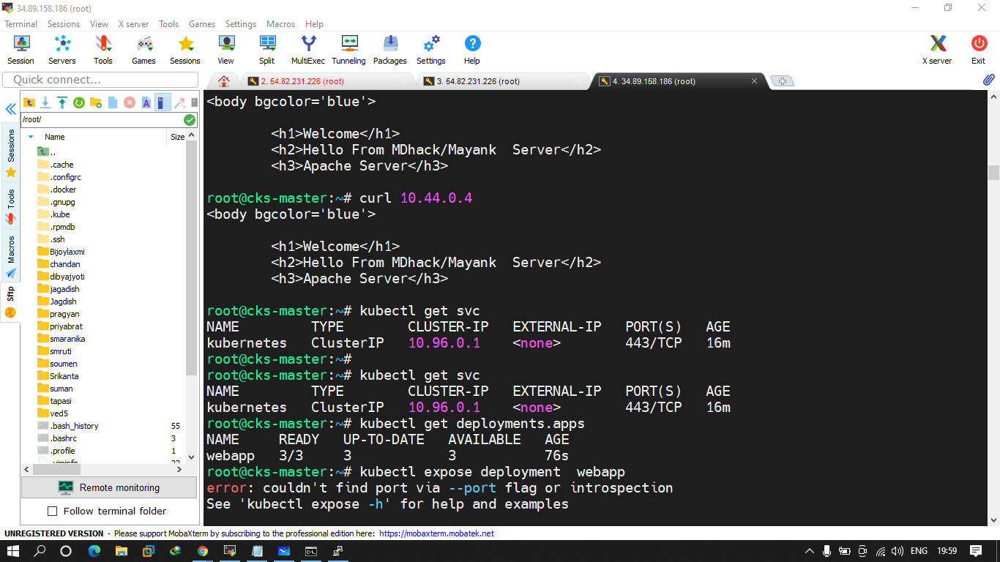 34.89.158.186 (root)
Terminal Sessions View X server Tools Games Settings Macros Help
Session Servers Tools Games Sessions View Split MultiExec Tunneling Packages Settings Help X server Exit
Quick connect...
2. 54.82.231.226 (root)
3. 54.82.231.226 (root)
4. 34.89.158.186 (root)
Sessions
Tools
Macros
Sftp
/root/
Name Size
..
.cache
.configrc
.docker
.gnupg
.kube
.rpmdb
.ssh
Bijoylaxmi
chandan
dibyajyoti
jagadish
Jagdish
pragyan
priyabrat
smaranika
smruti
soumen
Srikanta
suman
tapasi
ved5
.bash_history 55
.bashrc 3
.profile 1
.viminfo 22
Remote monitoring
Follow terminal folder
<body bgcolor='blue'>
<h1>Welcome</h1>
<h2>Hello From MDhack/Mayank  Server</h2>
<h3>Apache Server</h3>
root@cks-master:~# curl 10.44.0.4
<body bgcolor='blue'>
<h1>Welcome</h1>
<h2>Hello From MDhack/Mayank  Server</h2>
<h3>Apache Server</h3>
root@cks-master:~# kubectl get svc
NAME TYPE CLUSTER-IP EXTERNAL-IP PORT(S) AGE
kubernetes ClusterIP 10.96.0.1 <none> 443/TCP 16m
root@cks-master:~#
root@cks-master:~# kubectl get svc
NAME TYPE CLUSTER-IP EXTERNAL-IP PORT(S) AGE
kubernetes ClusterIP 10.96.0.1 <none> 443/TCP 16m
root@cks-master:~# kubectl get deployments.apps
NAME READY UP-TO-DATE AVAILABLE AGE
webapp 3/3 3 3 76s
root@cks-master:~# kubectl expose deployment  webapp
error: couldn't find port via --port flag or introspection
See 'kubectl expose -h' for help and examples
UNREGISTERED VERSION - Please support MobaXterm by subscribing to the professional edition here: https://mobaxterm.mobatek.net
ENG 19:59